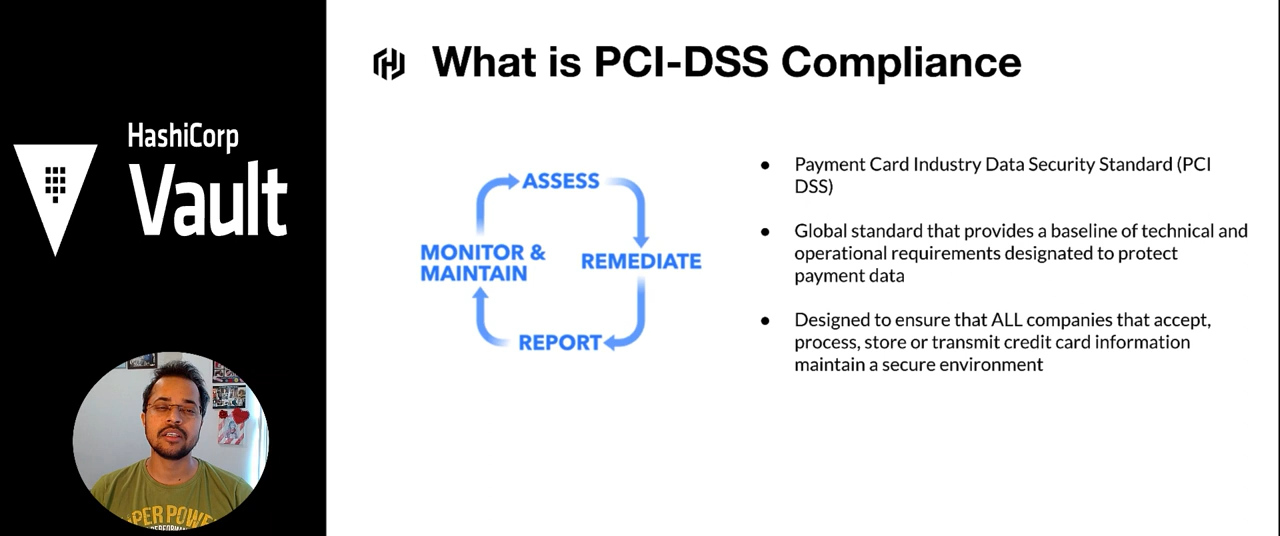 HashiCorp
Vault
What is PCI-DSS Compliance
ASSESS
MONITOR &
MAINTAIN
REMEDIATE
REPORT
● Payment Card Industry Data Security Standard (PCI
DSS)
● Global standard that provides a baseline of technical and
operational requirements designated to protect
payment data
● Designed to ensure that ALL companies that accept,
process, store or transmit credit card information
maintain a secure environment
PER POWE